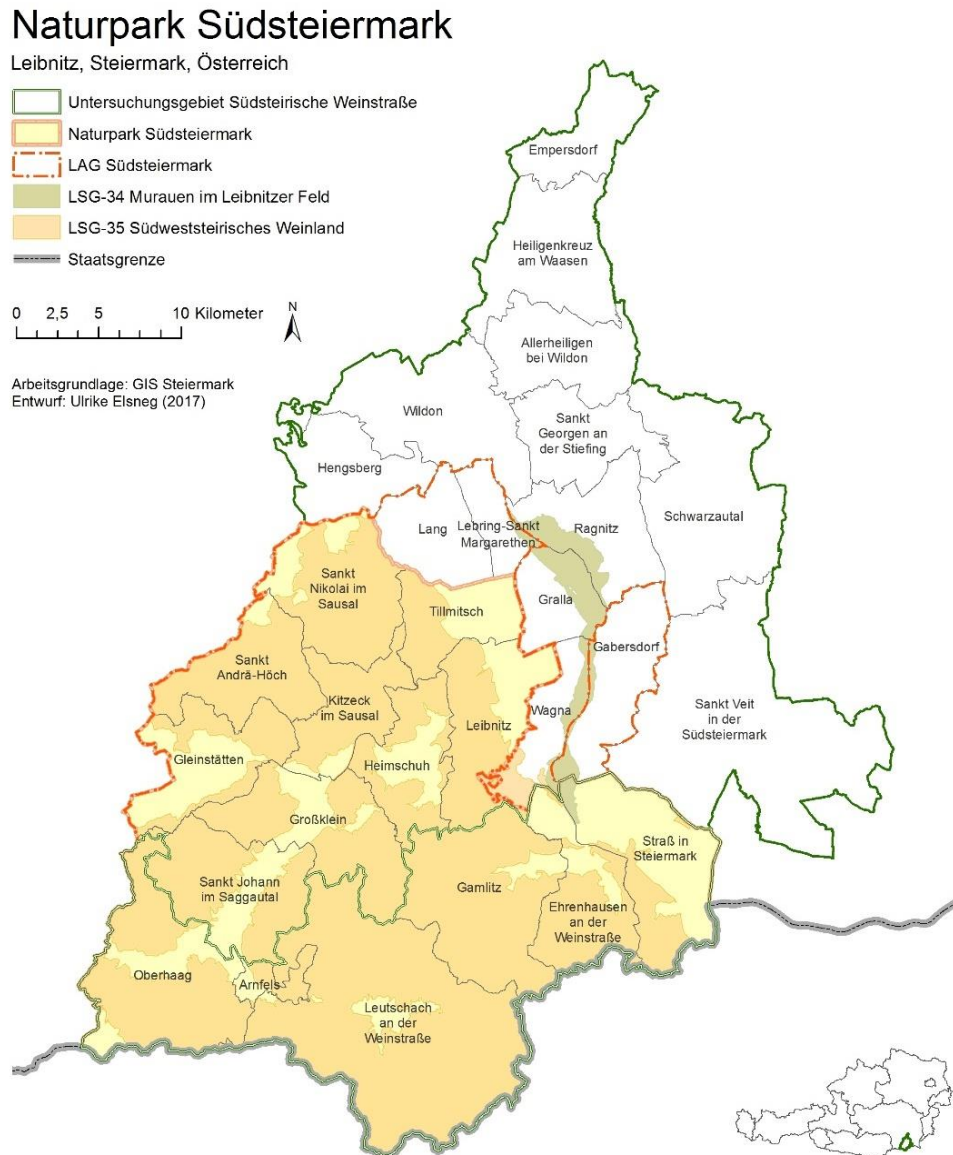 Naturpark Südsteiermark
Leibnitz, Steiermark, Österreich
Untersuchungsgebiet Südsteirische Weinstraße
Naturpark Südsteiermark
LAG Südsteiermark
LSG-34 Murauen im Leibnitzer Feld
LSG-35 Südweststeirisches Weinland
Staatsgrenze
0 2,5 5 10 Kilometer
N
Arbeitsgrundlage: GIS Steiermark
Entwurf: Ulrike Elsneg (2017)
Empersdorf
Heiligenkreuz
am Waasen
Allerheiligen
bei Wildon
Wildon
Sankt
Georgen an
der Stiefing
Hengsberg
Lang
Lebring-Sankt
Margarethen
Ragnitz
Schwarzautal
Sankt
Nikolai im
Sausal
Tillmitsch
Gralla
Gabersdorf
Sankt
Andrä-Höch
Kitzeck
im Sausal
Leibnitz
Wagna
Sankt Veit
in der
Südsteiermark
Gleinstätten
Heimschuh
Großklein
Straß in
Steiermark
Sankt Johann
im Saggautal
Gamlitz
Ehrenhausen
an der
Weinstraße
Oberhaag
Arnfels
Leutschach
an der
Weinstraße